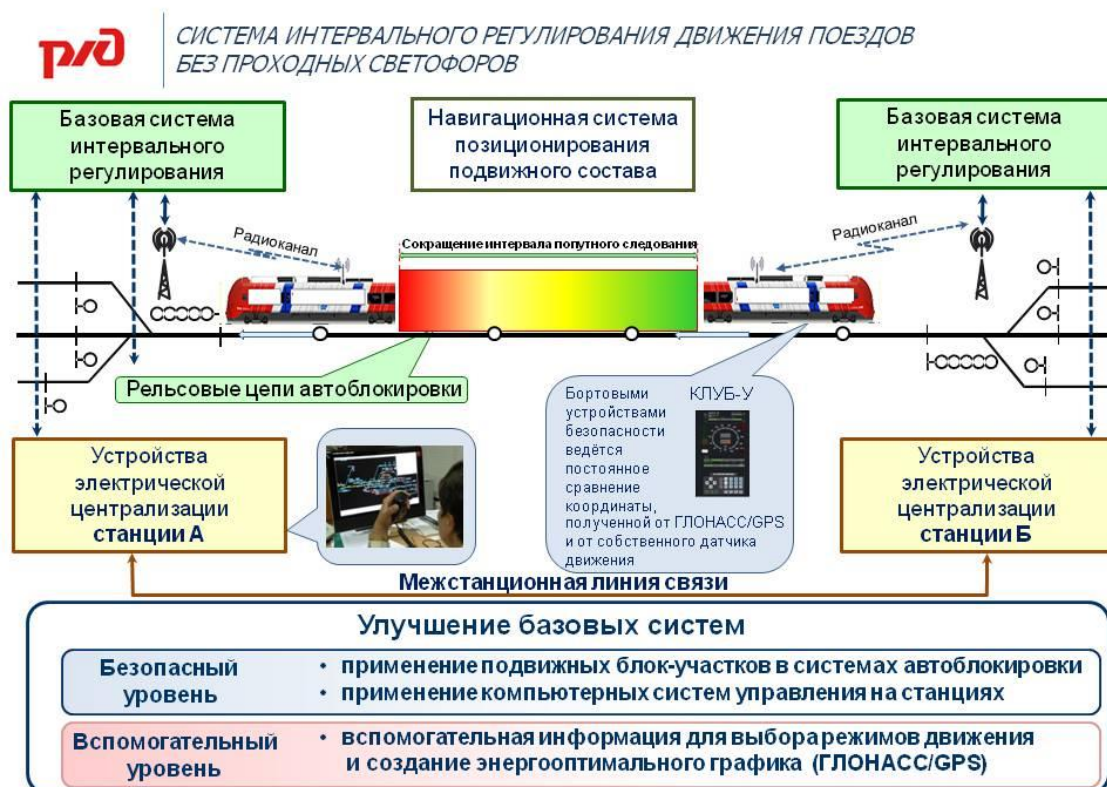 ржд
СИСТЕМА ИНТЕРВАЛЬНОГО РЕГУЛИРОВАНИЯ ДВИЖЕНИЯ ПОЕЗДОВ
БЕЗ ПРОХОДНЫХ СВЕТОФОРОВ
Базовая система
интервального
регулирования
Навигационная система
позиционирования
подвижного состава
Базовая система
интервального
регулирования
Радиоканал
Сокращение интервала попутного следования
Радиоканал
Рельсовые цепи автоблокировки
Бортовыми
устройствами
безопасности
ведётся
постоянное
сравнение
координаты,
полученной от ГЛОНАСС/GPS
и от собственного датчика
движения
КЛУБ-У
Устройства
электрической
централизации
станции А
Устройства
электрической
централизации
станции Б
Межстанционная линия связи
Улучшение базовых систем
Безопасный
уровень
• применение подвижных блок-участков в системах автоблокировки
• применение компьютерных систем управления на станциях
Вспомогательный
уровень
• вспомогательная информация для выбора режимов движения
и создание энергооптимального графика (ГЛОНАСС/GPS)